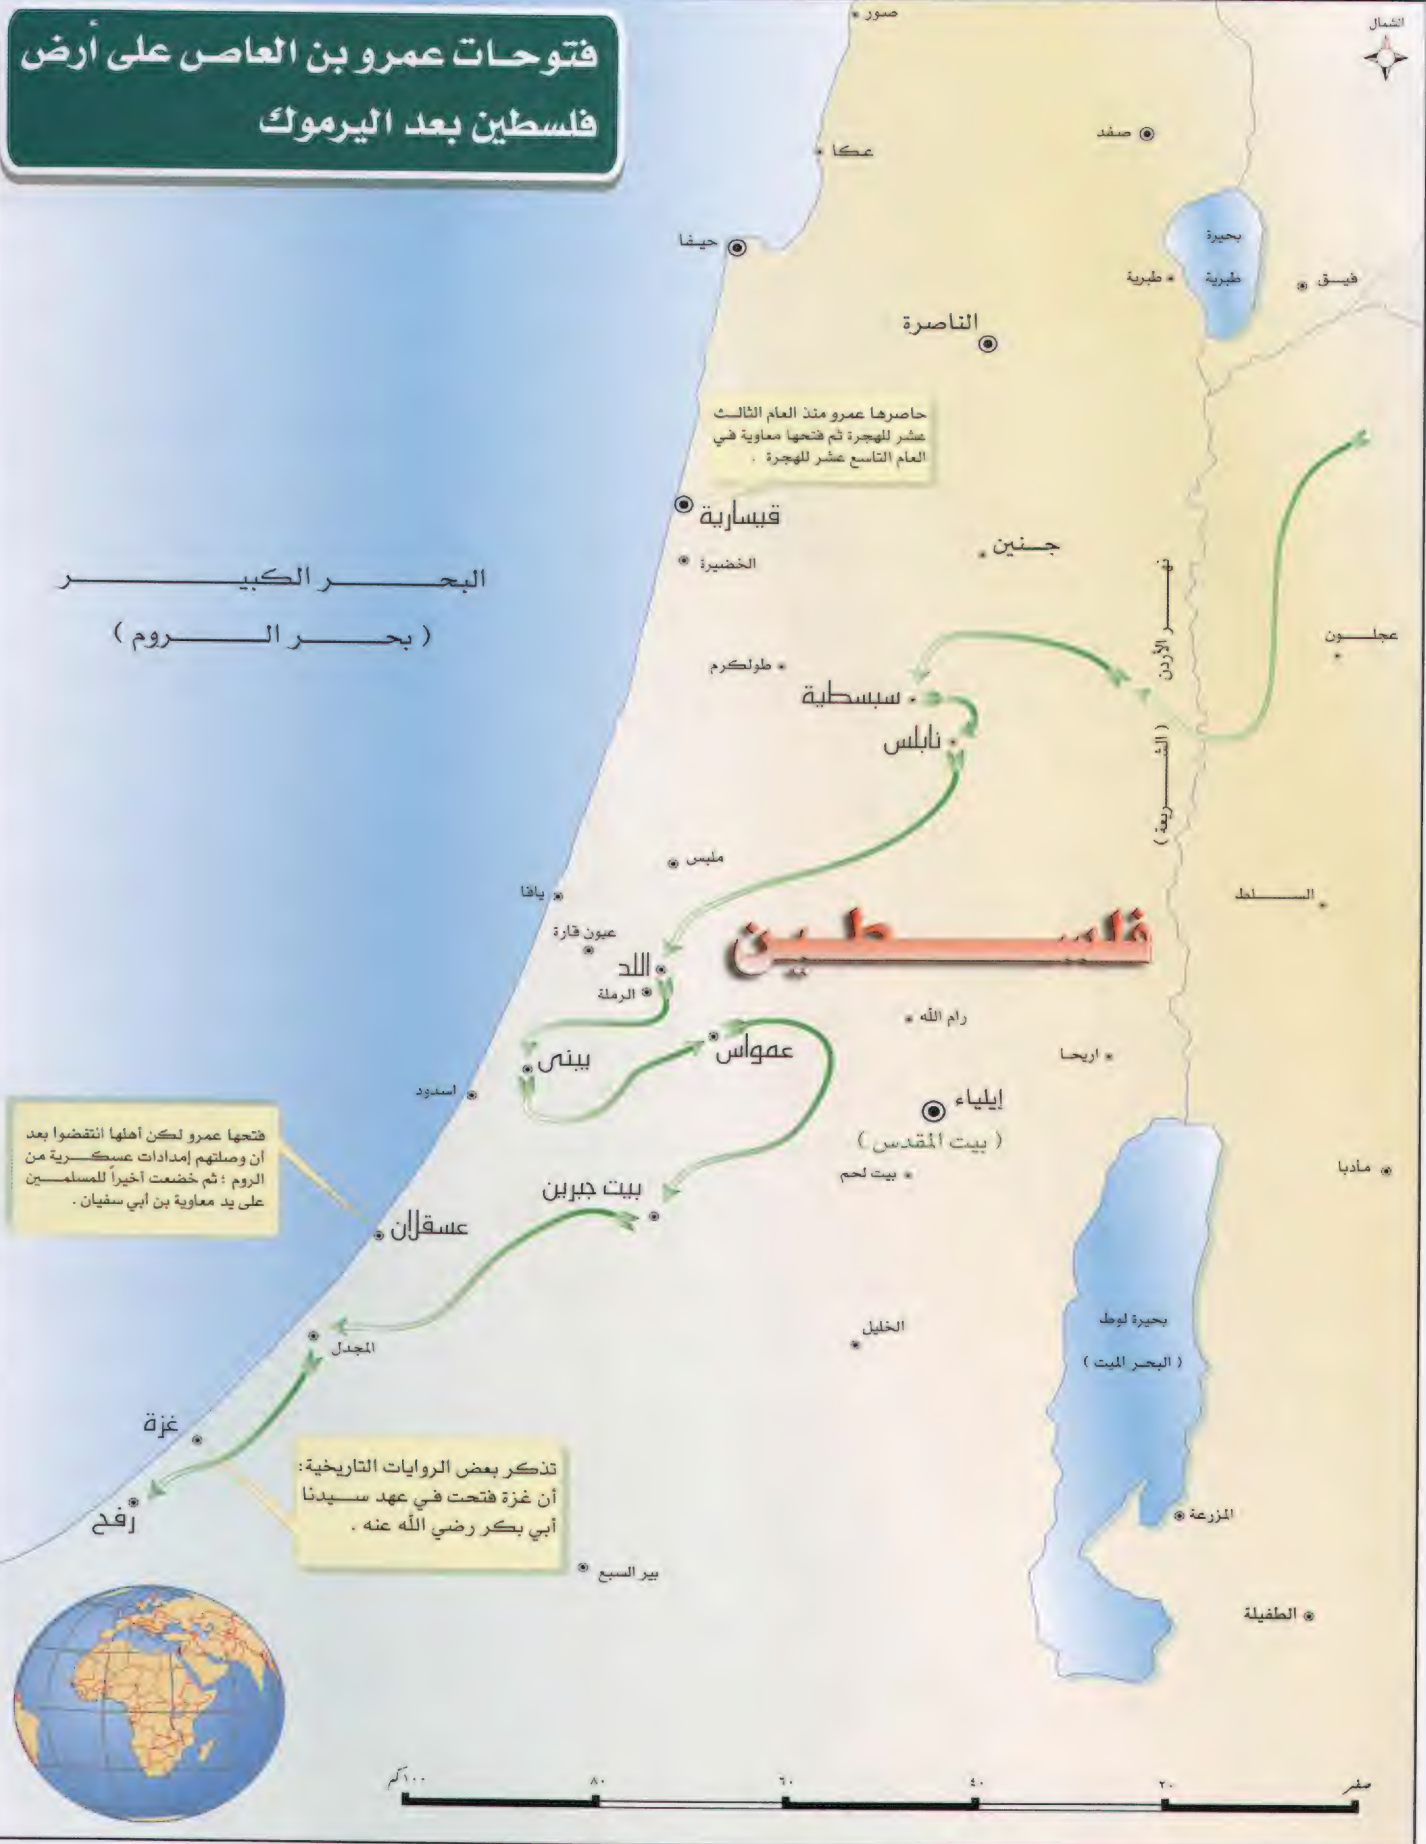 فتوحات عمرو بن العاص على أرض
فلسطين بعد اليرموك
الشمال
صور
عكا
صفد
حيفا
بحيرة
طبرية
طبرية
فيق
الناصرة
حاصرها عمرو منذ العام الثالث
عشر للهجرة ثم فتحها معاوية في
العام التاسع عشر للهجرة .
قيسارية
الخضيرة
جنين
البحر الكبير
( بحر الروم )
نهر الأردن
( الشريعة )
عجلون
طولكرم
سبسطية
نابلس
ملبس
يافا
السلط
عيون قارة
فلسطين
اللد
الرملة
رام الله
عمواس
يبنى
اريحا
اسدود
إيلياء
( بيت المقدس )
فتحها عمرو لكن أهلها انتفضوا بعد
أن وصلتهم إمدادات عسكرية من
الروم ؛ ثم خضعت أخيراً للمسلمين
على يد معاوية بن أبي سفيان .
بيت لحم
مادبا
بيت جبرين
عسقلان
بحيرة لوط
( البحر الميت )
الخليل
المجدل
غزة
تذكر بعض الروايات التاريخية:
أن غزة فتحت في عهد سيدنا
أبي بكر رضي الله عنه .
رفح
المزرعة
بير السبع
الطفيلة
صفر
٢٠
٤٠
٦٠
٨٠
١٠٠كم